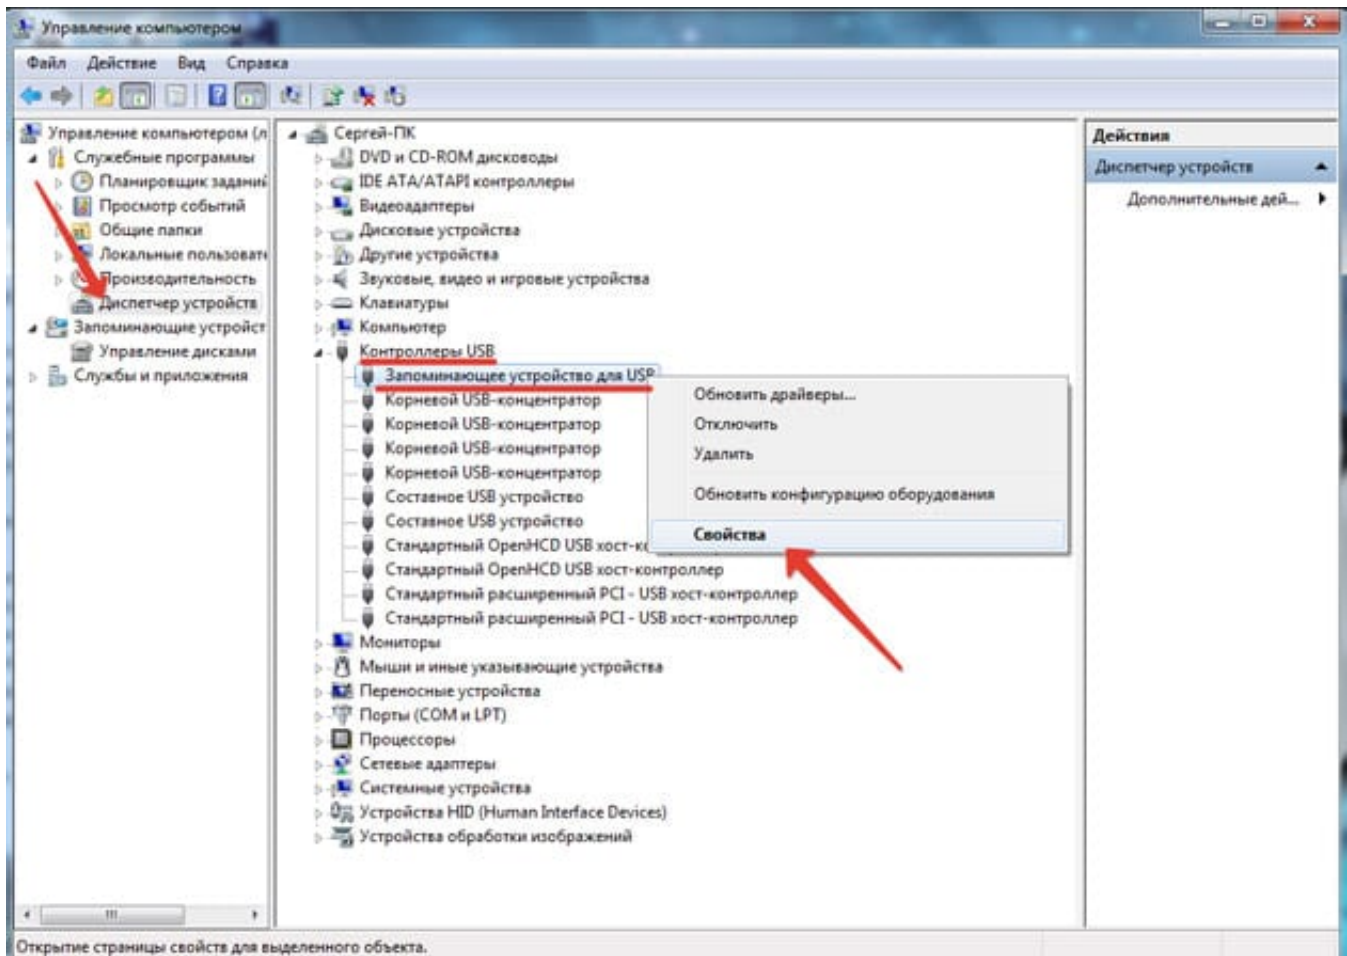 Управление компьютером
Файл Действие Вид Справка
Управление компьютером (л
Служебные программы
Планировщик заданий
Просмотр событий
Общие папки
Локальные пользовате
Производительность
Диспетчер устройств
Запоминающие устройст
Управление дисками
Службы и приложения
Сергей-ПК
DVD и CD-ROM дисководы
IDE ATA/ATAPI контроллеры
Видеоадаптеры
Дисковые устройства
Другие устройства
Звуковые, видео и игровые устройства
Клавиатуры
Компьютер
Контроллеры USB
Запоминающее устройство для USB
Корневой USB-концентратор
Корневой USB-концентратор
Корневой USB-концентратор
Корневой USB-концентратор
Составное USB устройство
Составное USB устройство
Стандартный OpenHCD USB хост-ко
Стандартный OpenHCD USB хост-контроллер
Стандартный расширенный PCI - USB хост-контроллер
Стандартный расширенный PCI - USB хост-контроллер
Мониторы
Мыши и иные указывающие устройства
Переносные устройства
Порты (COM и LPT)
Процессоры
Сетевые адаптеры
Системные устройства
Устройства HID (Human Interface Devices)
Устройства обработки изображений
Обновить драйверы...
Отключить
Удалить
Обновить конфигурацию оборудования
Свойства
Действия
Диспетчер устройств
Дополнительные дей...
Открытие страницы свойств для выделенного объекта.